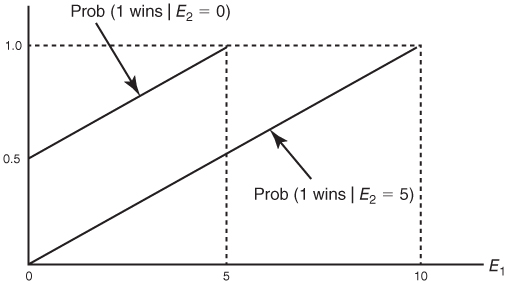 Prob (1 wins | E₂ = 0)
1.0
0.5
Prob (1 wins | E₂ = 5)
E₁
0 5 10